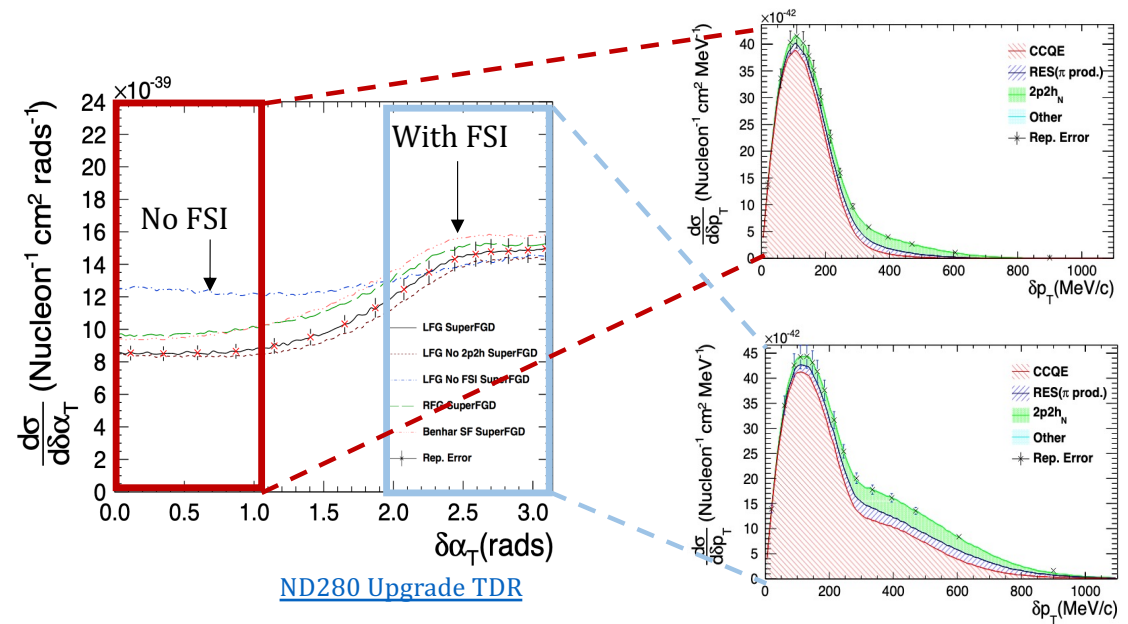 ×10⁻³⁹
dσ/dδα_T (Nucleon⁻¹ cm² rads⁻¹)
24
22
20
18
16
14
12
10
8
6
4
2
0
No FSI
With FSI
LFG SuperFGD
LFG No 2p2h SuperFGD
LFG No FSI SuperFGD
RFG SuperFGD
Benhar SF SuperFGD
Rep. Error
0.0 0.5 1.0 1.5 2.0 2.5 3.0
δα_T(rads)
ND280 Upgrade TDR
×10⁻⁴²
dσ/dδp_T (Nucleon⁻¹ cm² MeV⁻¹)
40
35
30
25
20
15
10
5
0
CCQE
RES(π prod.)
2p2h_N
Other
Rep. Error
0 200 400 600 800 1000
δp_T(MeV/c)
×10⁻⁴²
dσ/dδp_T (Nucleon⁻¹ cm² MeV⁻¹)
45
40
35
30
25
20
15
10
5
0
CCQE
RES(π prod.)
2p2h_N
Other
Rep. Error
0 200 400 600 800 1000
δp_T(MeV/c)